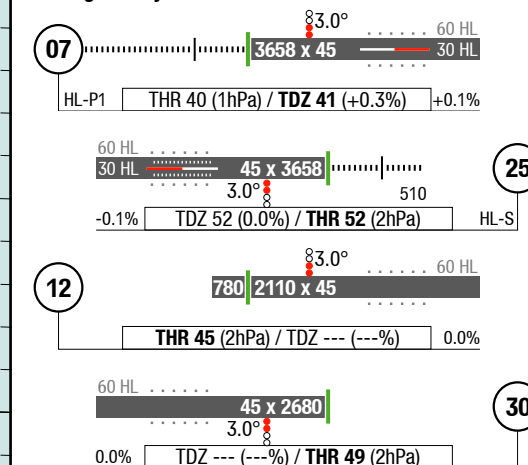 3.0° 60 HL
07 3658 x 45 30 HL
HL-P1 THR 40 (1hPa) / TDZ 41 (+0.3%) +0.1%
60 HL
30 HL 45 x 3658 25
3.0° 510
-0.1% TDZ 52 (0.0%) / THR 52 (2hPa) HL-S
3.0° 60 HL
12 780 2110 x 45
THR 45 (2hPa) / TDZ --- (---%) 0.0%
60 HL
45 x 2680 30
3.0°
0.0% TDZ --- (---%) / THR 49 (2hPa)